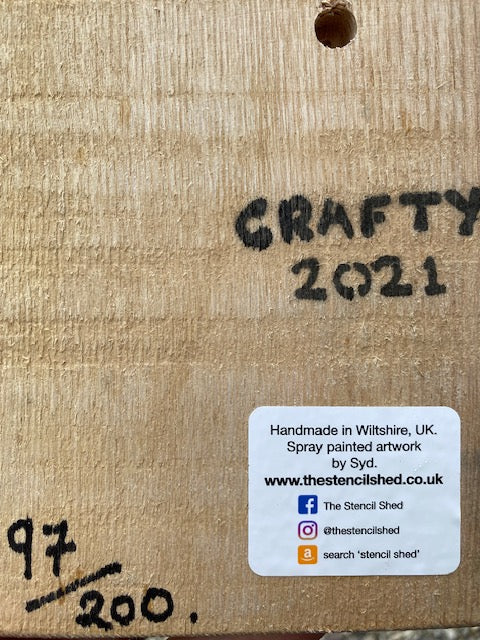 CRAFTY
2021
Handmade in Wiltshire, UK.
Spray painted artwork
by Syd.
www.thestencilshed.co.uk
The Stencil Shed
@thestencilshed
a search 'stencil shed'
97/200.